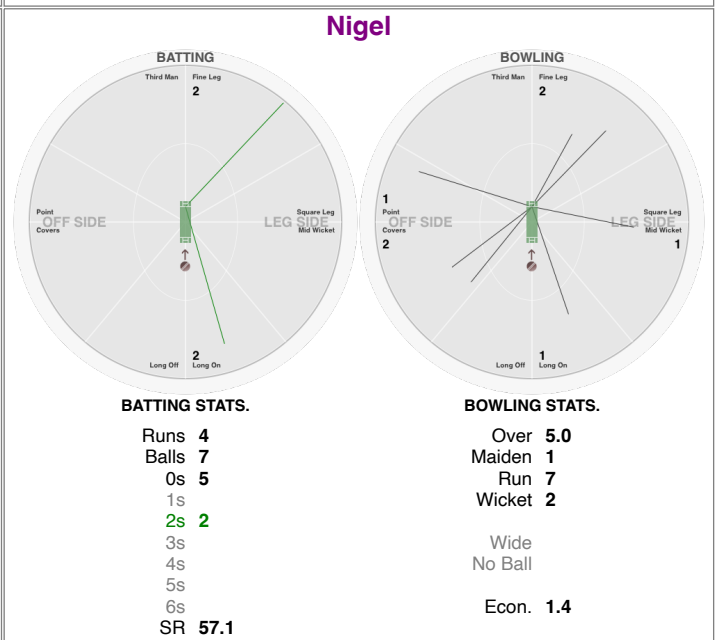 Nigel
BATTING
Third Man Fine Leg
2
Point
OFF SIDE
Covers
Square Leg
LEG SIDE
Mid Wicket
2
Long Off Long On
BOWLING
Third Man Fine Leg
2
1
Point
OFF SIDE
Covers
2
Square Leg
LEG SIDE
Mid Wicket
1
1
Long Off Long On
BATTING STATS.
Runs 4
Balls 7
0s 5
1s
2s 2
3s
4s
5s
6s
SR 57.1
BOWLING STATS.
Over 5.0
Maiden 1
Run 7
Wicket 2
Wide
No Ball
Econ. 1.4